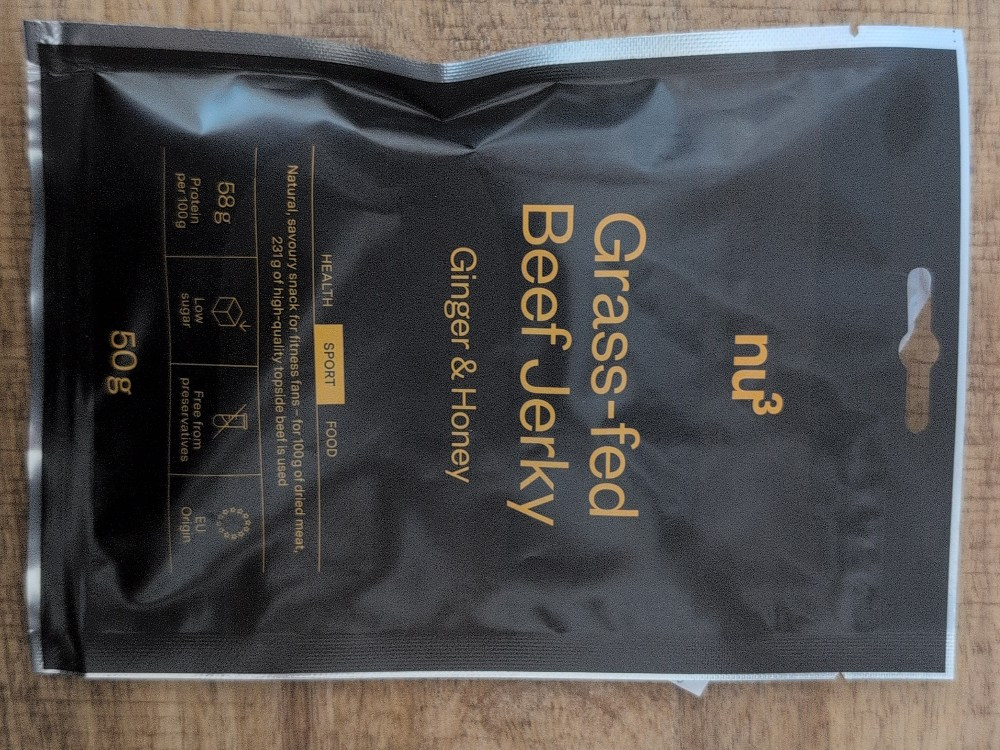 nu³
Grass-fed
Beef Jerky
Ginger & Honey
HEALTH SPORT FOOD
Natural, savoury snack for fitness fans – for 100g of dried meat,
231g of high-quality topside beef is used
58g
Protein
per 100g
Low
sugar
Free from
preservatives
EU
Origin
50g